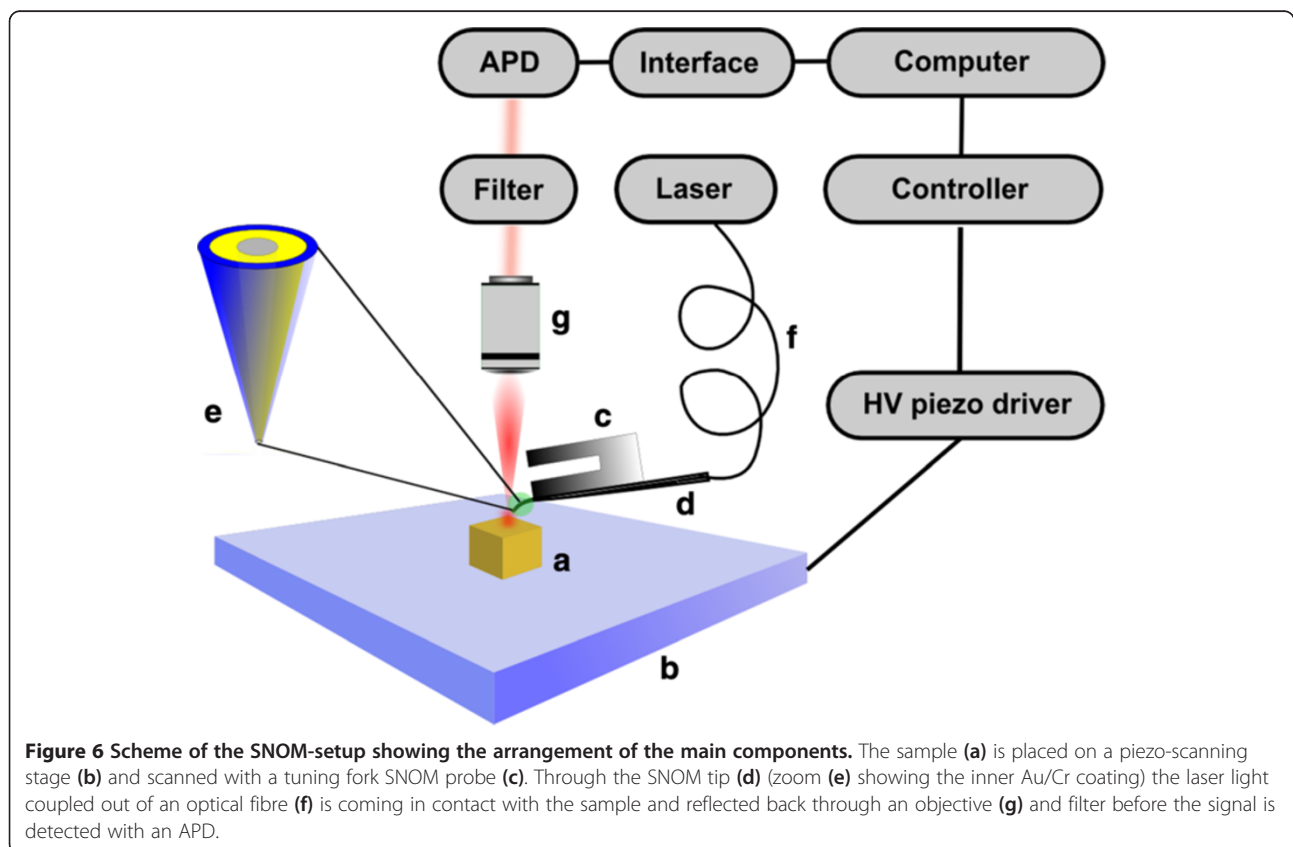 APD Interface Computer
Filter Laser Controller
g
f
e
c
HV piezo driver
d
a
b
Figure 6 Scheme of the SNOM-setup showing the arrangement of the main components. The sample (a) is placed on a piezo-scanning
stage (b) and scanned with a tuning fork SNOM probe (c). Through the SNOM tip (d) (zoom (e) showing the inner Au/Cr coating) the laser light
coupled out of an optical fibre (f) is coming in contact with the sample and reflected back through an objective (g) and filter before the signal is
detected with an APD.